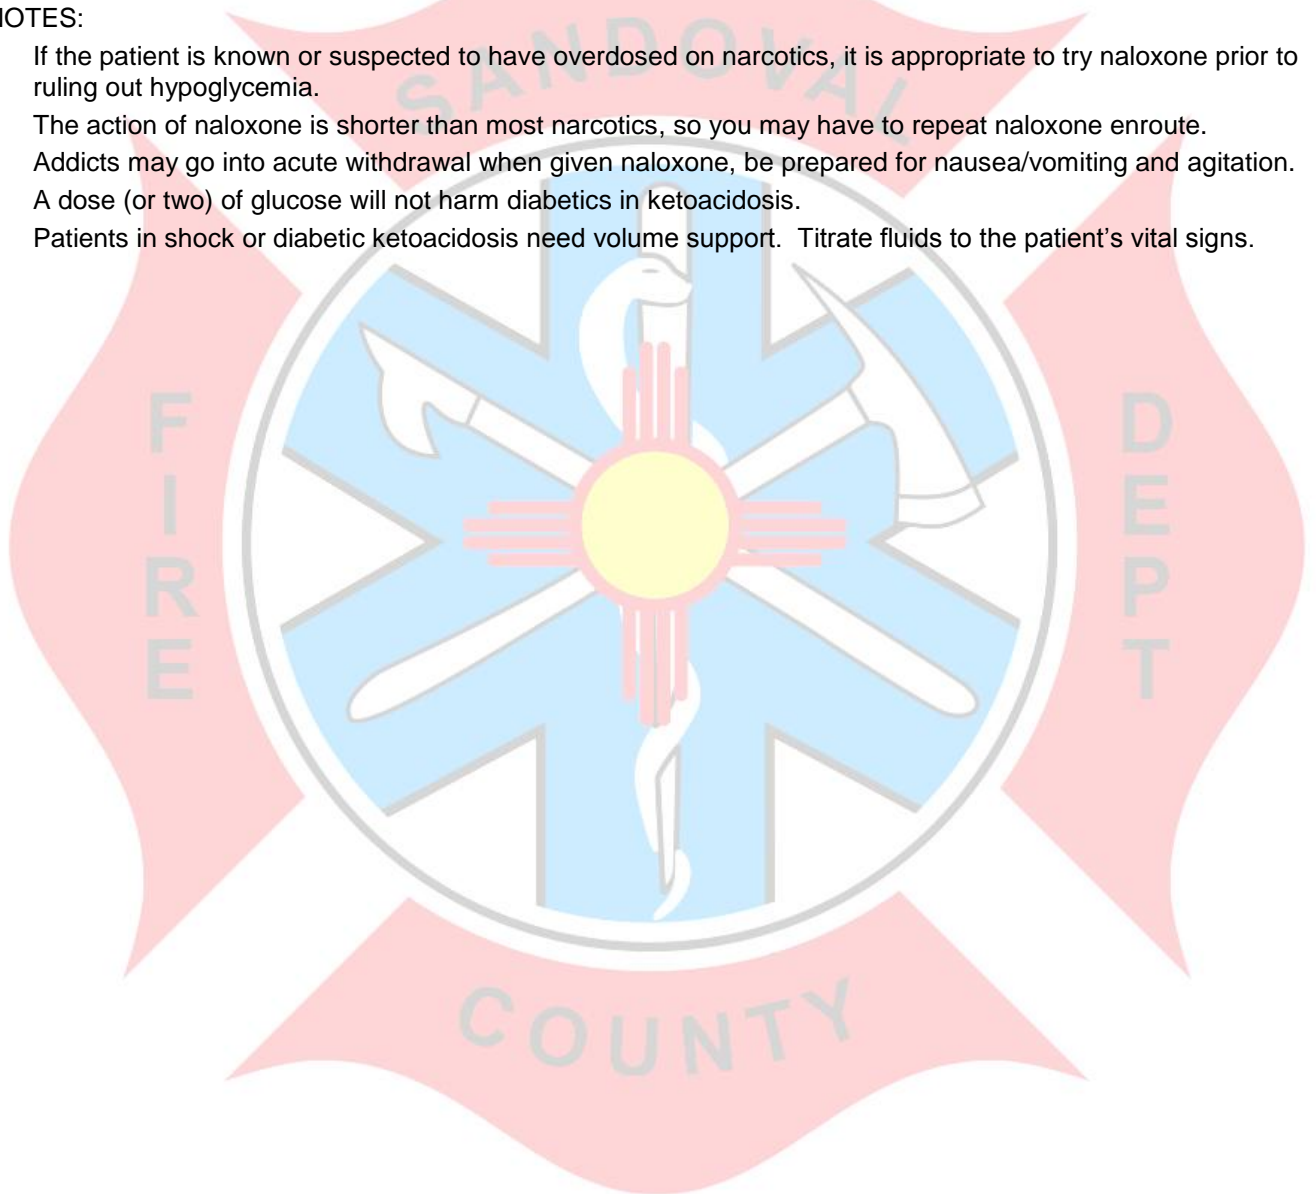 NOTES:
If the patient is known or suspected to have overdosed on narcotics, it is appropriate to try naloxone prior to
ruling out hypoglycemia.
The action of naloxone is shorter than most narcotics, so you may have to repeat naloxone enroute.
Addicts may go into acute withdrawal when given naloxone, be prepared for nausea/vomiting and agitation.
A dose (or two) of glucose will not harm diabetics in ketoacidosis.
Patients in shock or diabetic ketoacidosis need volume support.  Titrate fluids to the patient's vital signs.
SANDOVAL
FIRE
DEPT
COUNTY